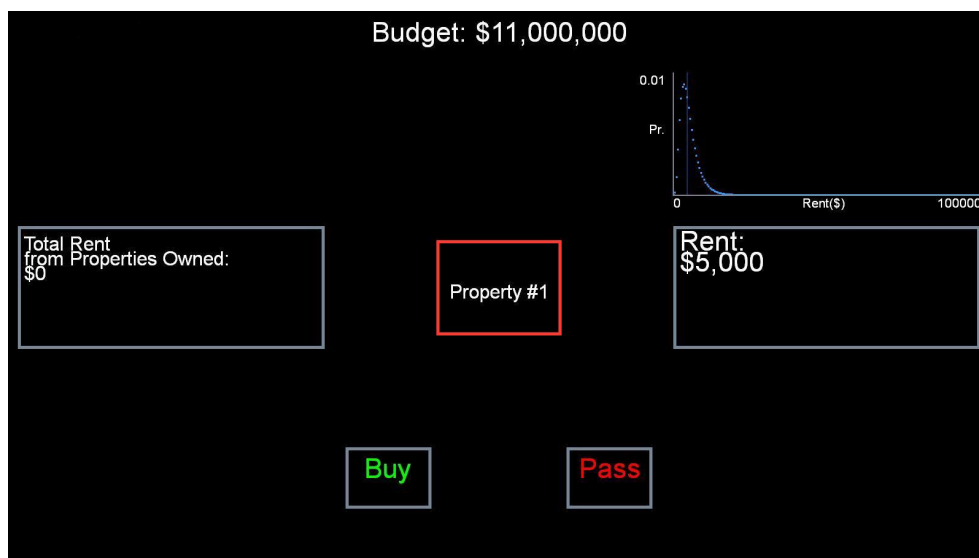 Budget: $11,000,000
0.01
Pr.
0
Rent($)
100000
Total Rent
from Properties Owned:
$0
Property #1
Rent:
$5,000
Buy
Pass